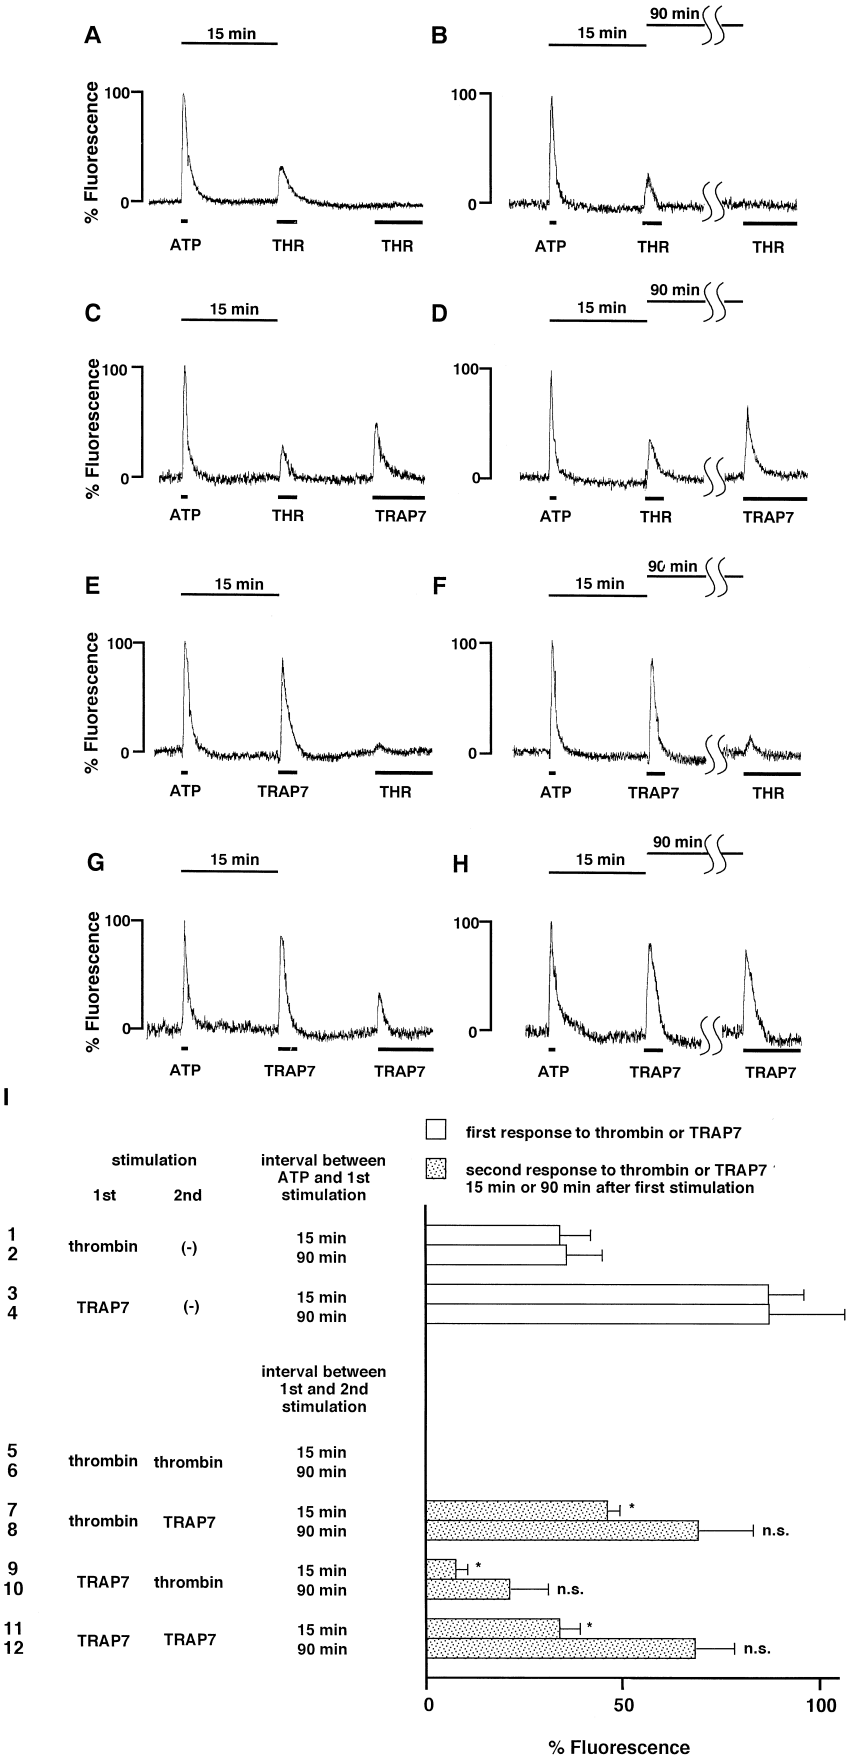 A
15 min
% Fluorescence
100
0
ATP THR THR
B
90 min
15 min
100
0
ATP THR THR
C
15 min
% Fluorescence
100
0
ATP THR TRAP7
D
90 min
15 min
100
0
ATP THR TRAP7
E
15 min
% Fluorescence
100
0
ATP TRAP7 THR
F
90 min
15 min
100
0
ATP TRAP7 THR
G
15 min
% Fluorescence
100
0
ATP TRAP7 TRAP7
H
90 min
15 min
100
0
ATP TRAP7 TRAP7
I
first response to thrombin or TRAP7
second response to thrombin or TRAP7
15 min or 90 min after first stimulation
stimulation
1st 2nd
interval between
ATP and 1st
stimulation
1 15 min
thrombin (-)
2 90 min
3 15 min
TRAP7 (-)
4 90 min
interval between
1st and 2nd
stimulation
5 15 min
thrombin thrombin
6 90 min
7 15 min *
thrombin TRAP7
8 90 min n.s.
9 15 min *
TRAP7 thrombin
10 90 min n.s.
11 15 min *
TRAP7 TRAP7
12 90 min n.s.
0 50 100
% Fluorescence